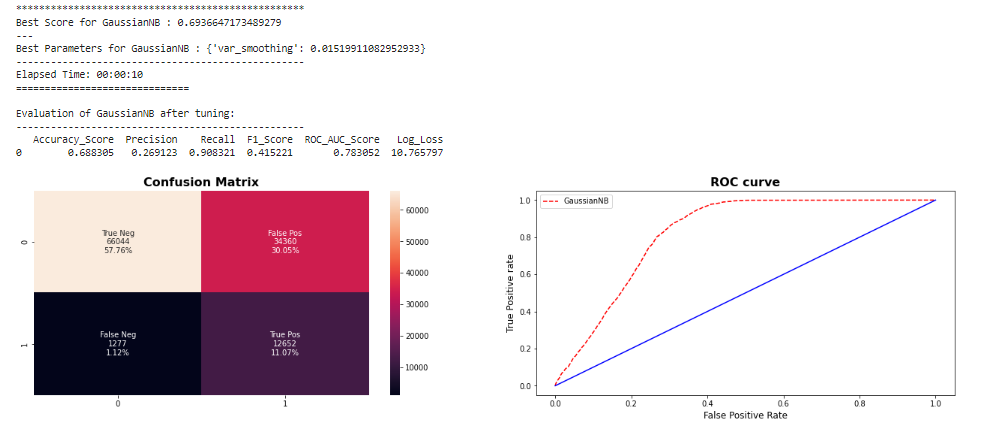 **************************************************
Best Score for GaussianNB : 0.6936647173489279
---
Best Parameters for GaussianNB : {'var_smoothing': 0.01519911082952933}
--------------------------------------------------
Elapsed Time: 00:00:10
==============================
Evaluation of GaussianNB after tuning:
--------------------------------------------------
Accuracy_Score Precision Recall F1_Score ROC_AUC_Score Log_Loss
0 0.688305 0.269123 0.908321 0.415221 0.783052 10.765797
Confusion Matrix
True Neg
66044
57.76%
False Pos
34360
30.05%
False Neg
1277
1.12%
True Pos
12652
11.07%
0
1
0
1
60000
50000
40000
30000
20000
10000
ROC curve
GaussianNB
True Positive rate
1.0
0.8
0.6
0.4
0.2
0.0
0.0
0.2
0.4
0.6
0.8
1.0
False Positive Rate